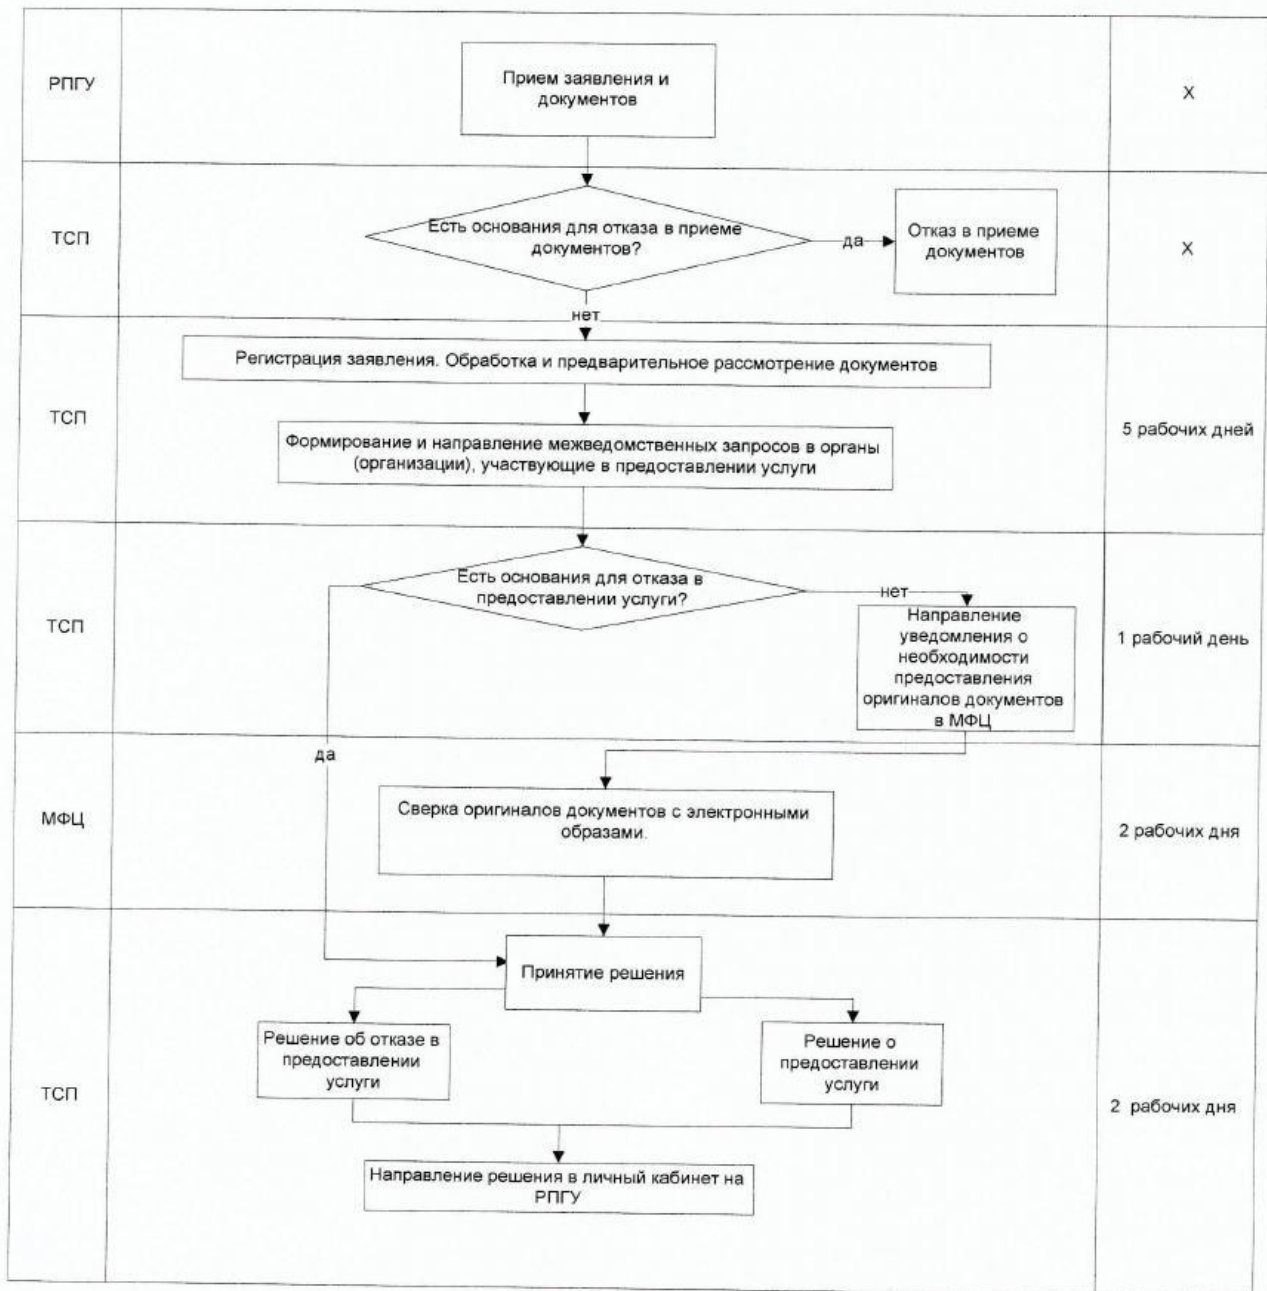 РПГУ
Прием заявления и
документов
X
ТСП
Есть основания для отказа в приеме
документов?
да
Отказ в приеме
документов
X
нет
ТСП
Регистрация заявления. Обработка и предварительное рассмотрение документов
Формирование и направление межведомственных запросов в органы
(организации), участвующие в предоставлении услуги
5 рабочих дней
ТСП
Есть основания для отказа в
предоставлении услуги?
нет
Направление
уведомления о
необходимости
предоставления
оригиналов документов
в МФЦ
1 рабочий день
да
МФЦ
Сверка оригиналов документов с электронными
образами.
2 рабочих дня
ТСП
Принятие решения
Решение об отказе в
предоставлении
услуги
Решение о
предоставлении
услуги
2 рабочих дня
Направление решения в личный кабинет на
РПГУ